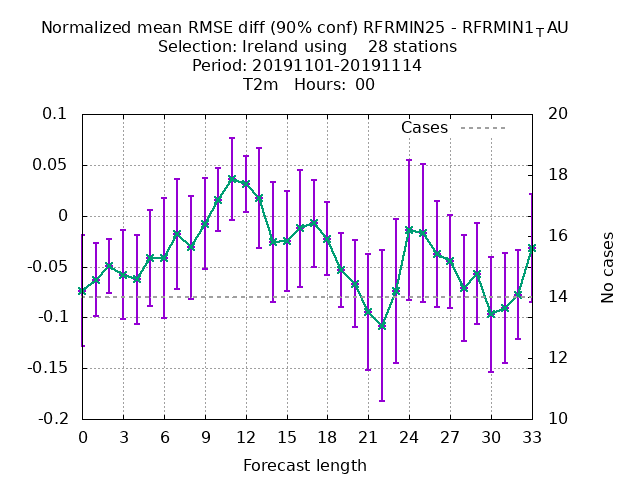 Normalized mean RMSE diff (90% conf) RFRMIN25 - RFRMIN1TAU
Selection: Ireland using 28 stations
Period: 20191101-20191114
T2m Hours: 00
Cases
0.1
0.05
0
-0.05
-0.1
-0.15
-0.2
20
18
16
14
12
10
No cases
0 3 6 9 12 15 18 21 24 27 30 33
Forecast length